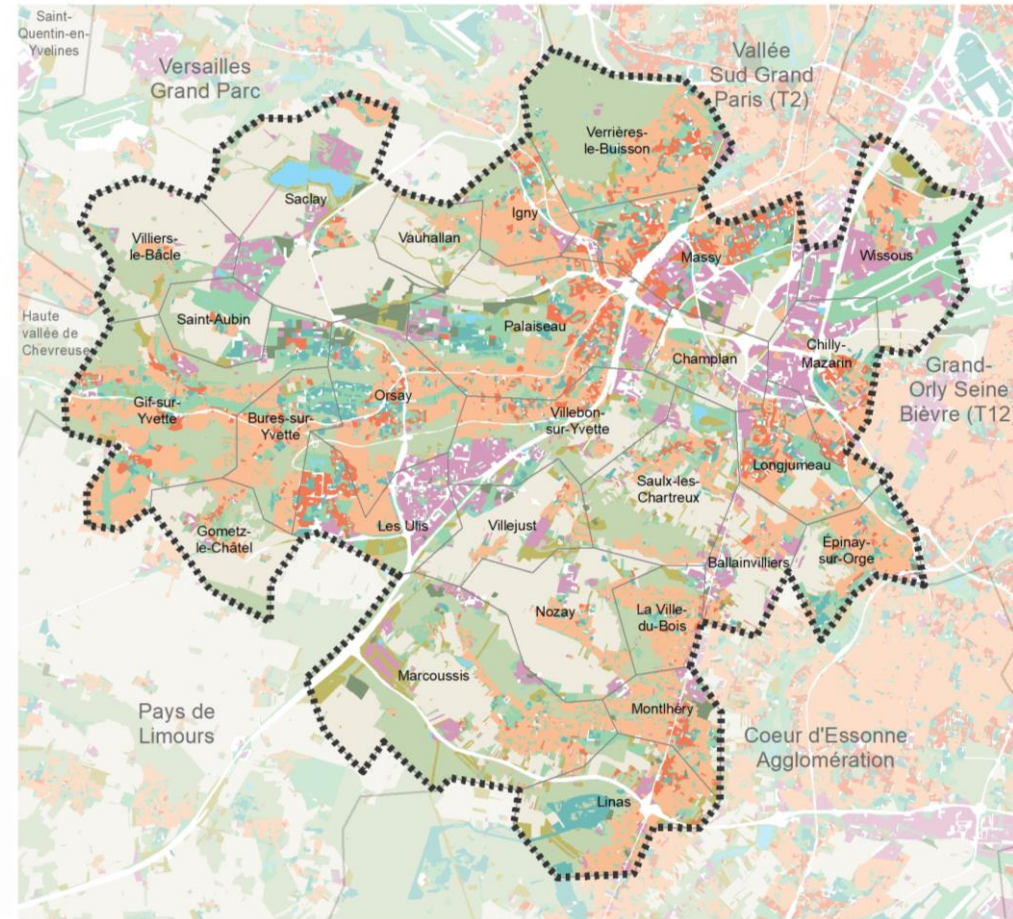 Saint-
Quentin-en-
Yvelines
Versailles
Grand Parc
Vallée
Sud Grand
Paris (T2)
Verrières-
le-Buisson
Saclay
Igny
Vauhallan
Villiers-
le-Bâcle
Massy
Wissous
Haute
vallée de
Chevreuse
Saint-Aubin
Palaiseau
Champlan
Chilly-
Mazarin
Grand-
Orly Seine
Bièvre (T12)
Gif-sur-
Yvette
Bures-sur-
Yvette
Orsay
Villebon-
sur-Yvette
Longjumeau
Saulx-les-
Chartreux
Gometz-
le-Châtel
Les Ulis
Villejust
Épinay-
sur-Orge
Ballainvilliers
Nozay
La Ville-
du-Bois
Marcoussis
Montlhéry
Pays de
Limours
Coeur d'Essonne
Agglomération
Linas